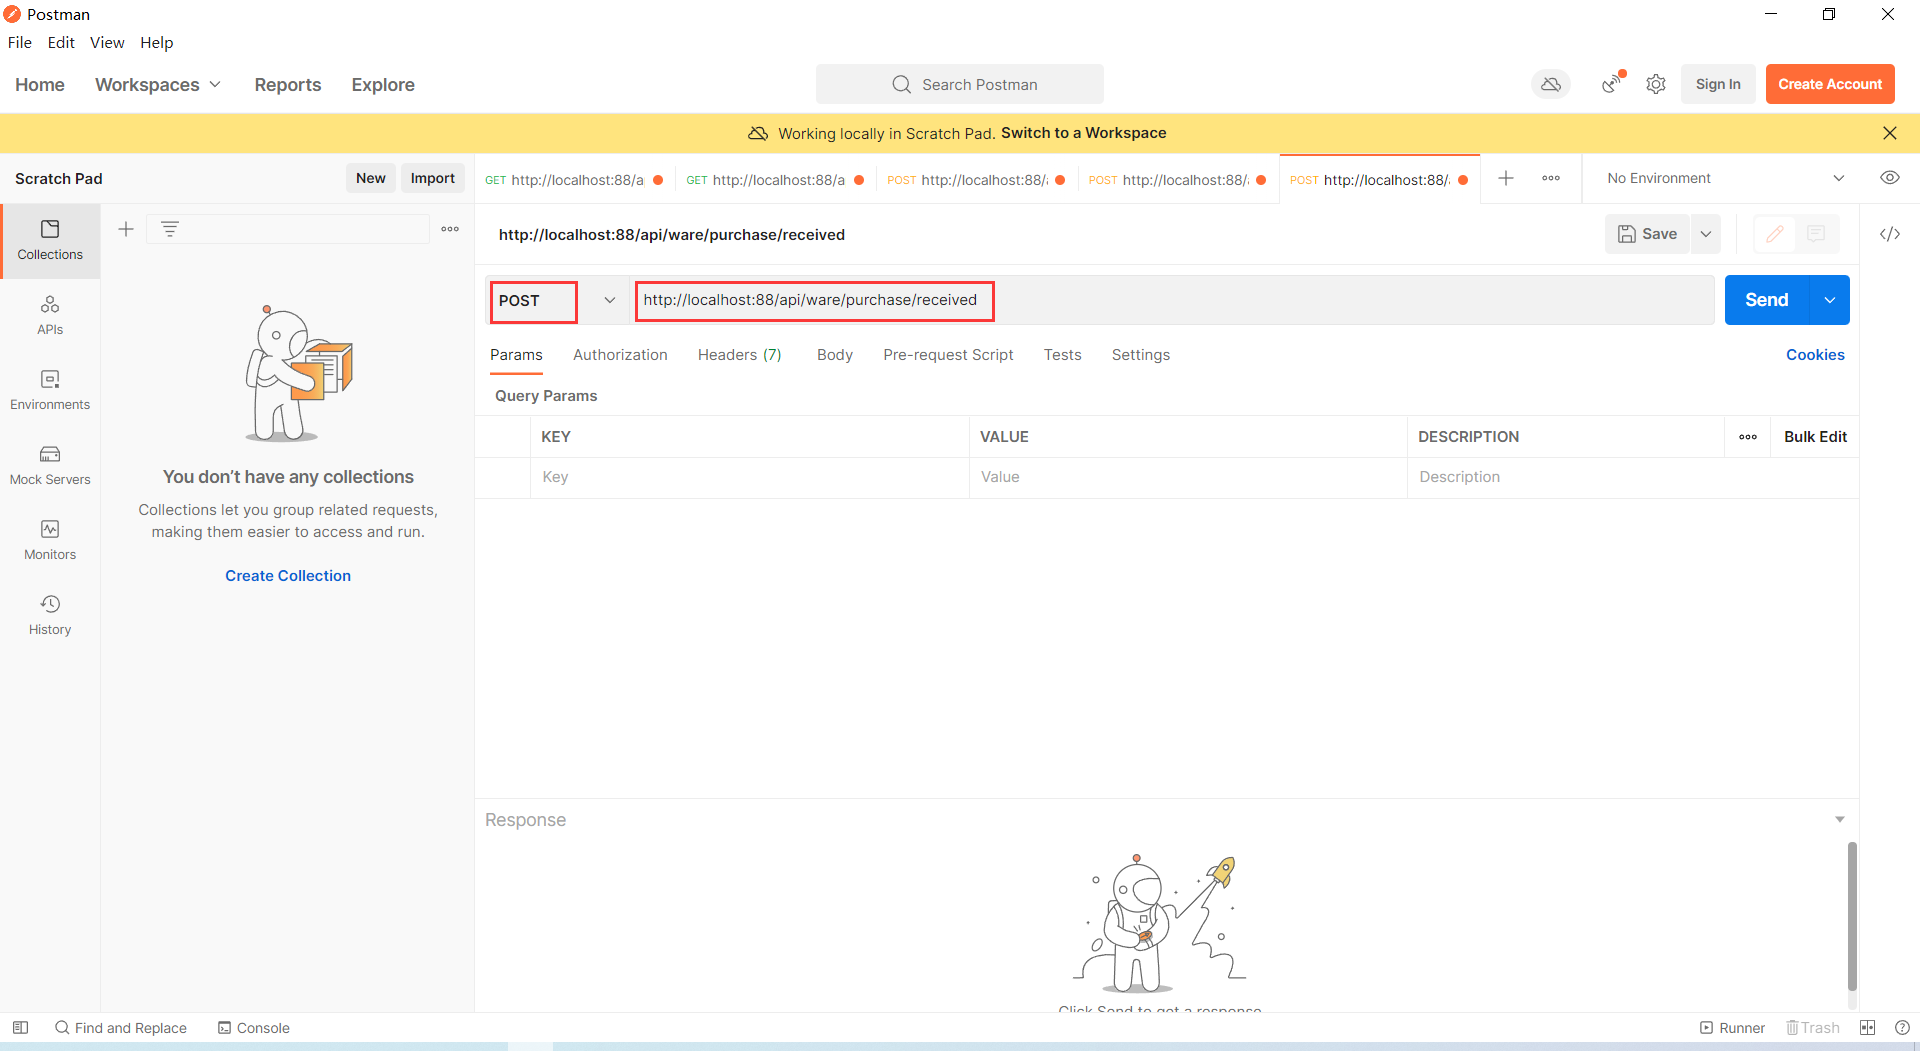 Postman
File Edit View Help
Home Workspaces Reports Explore
Search Postman
Sign In
Create Account
Working locally in Scratch Pad. Switch to a Workspace
Scratch Pad
New
Import
GET http://localhost:88/a
GET http://localhost:88/a
POST http://localhost:88/
POST http://localhost:88/
POST http://localhost:88/
No Environment
Collections
APIs
Environments
Mock Servers
Monitors
History
You don’t have any collections
Collections let you group related requests,
making them easier to access and run.
Create Collection
http://localhost:88/api/ware/purchase/received
Save
POST
http://localhost:88/api/ware/purchase/received
Send
Params Authorization Headers (7) Body Pre-request Script Tests Settings
Cookies
Query Params
KEY VALUE DESCRIPTION
Bulk Edit
Key Value Description
Response
Click Send to get a response
Find and Replace
Console
Runner
Trash